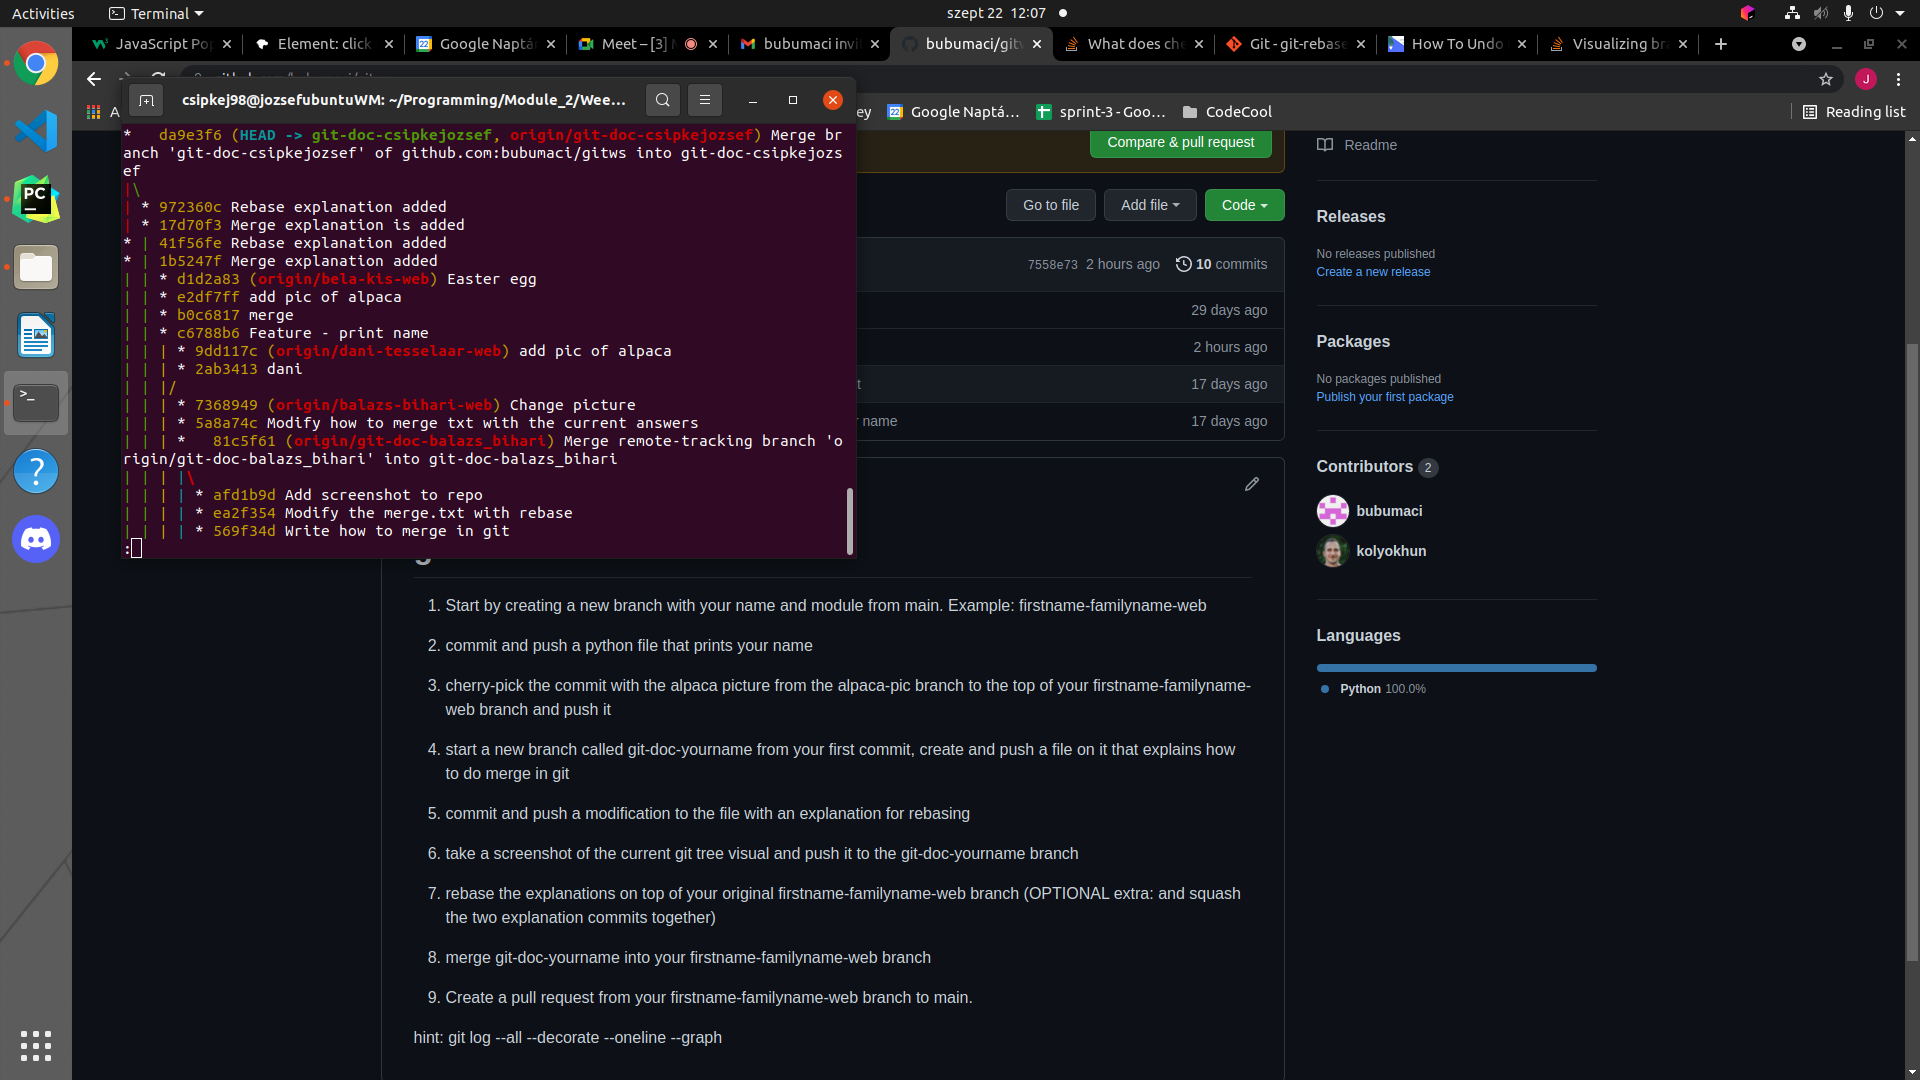 Activities
Terminal
szept 22 12:07
JavaScript Po
Element: click
Google Naptá
Meet – [3]
bubumaci invi
bubumaci/gitw
What does che
Git - git-rebase
How To Undo
Visualizing bra
J
A
ey
Google Naptá…
sprint-3 - Goo…
CodeCool
Reading list
csipkej98@jozsefubuntuWM: ~/Programming/Module_2/Wee...
* da9e3f6 (HEAD -> git-doc-csipkejozsef, origin/git-doc-csipkejozsef) Merge br
anch 'git-doc-csipkejozsef' of github.com:bubumaci/gitws into git-doc-csipkejozs
ef
|\
| * 972360c Rebase explanation added
| * 17d70f3 Merge explanation is added
* | 41f56fe Rebase explanation added
* | 1b5247f Merge explanation added
| | * d1d2a83 (origin/bela-kis-web) Easter egg
| | * e2df7ff add pic of alpaca
| | * b0c6817 merge
| | * c6788b6 Feature - print name
| | | * 9dd117c (origin/dani-tesselaar-web) add pic of alpaca
| | | * 2ab3413 dani
| | |/
| | | * 7368949 (origin/balazs-bihari-web) Change picture
| | | * 5a8a74c Modify how to merge txt with the current answers
| | | * 81c5f61 (origin/git-doc-balazs_bihari) Merge remote-tracking branch 'o
rigin/git-doc-balazs_bihari' into git-doc-balazs_bihari
| | | |\
| | | | * afd1b9d Add screenshot to repo
| | | | * ea2f354 Modify the merge.txt with rebase
| | | | * 569f34d Write how to merge in git
:
Compare & pull request
Go to file
Add file
Code
7558e73 2 hours ago 10 commits
29 days ago
2 hours ago
t 17 days ago
name 17 days ago
1. Start by creating a new branch with your name and module from main. Example: firstname-familyname-web
2. commit and push a python file that prints your name
3. cherry-pick the commit with the alpaca picture from the alpaca-pic branch to the top of your firstname-familyname-
web branch and push it
4. start a new branch called git-doc-yourname from your first commit, create and push a file on it that explains how
to do merge in git
5. commit and push a modification to the file with an explanation for rebasing
6. take a screenshot of the current git tree visual and push it to the git-doc-yourname branch
7. rebase the explanations on top of your original firstname-familyname-web branch (OPTIONAL extra: and squash
the two explanation commits together)
8. merge git-doc-yourname into your firstname-familyname-web branch
9. Create a pull request from your firstname-familyname-web branch to main.
hint: git log --all --decorate --oneline --graph
Readme
Releases
No releases published
Create a new release
Packages
No packages published
Publish your first package
Contributors 2
bubumaci
kolyokhun
Languages
Python 100.0%
PC
>_
?